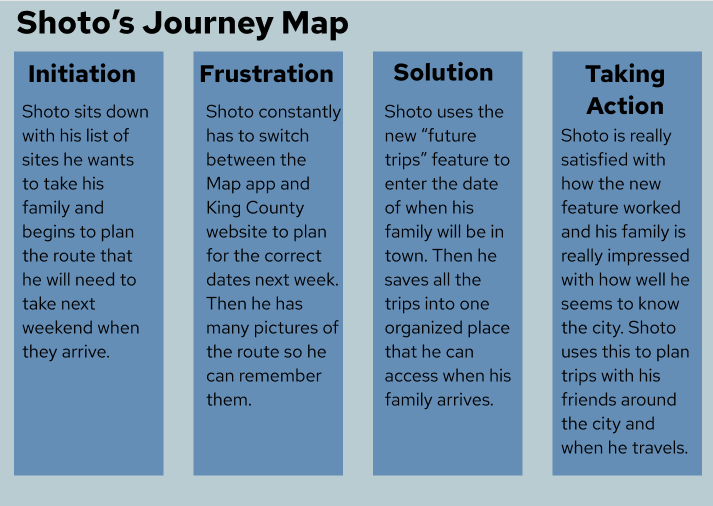 Shoto’s Journey Map
Initiation
Shoto sits down
with his list of
sites he wants
to take his
family and
begins to plan
the route that
he will need to
take next
weekend when
they arrive.
Frustration
Shoto constantly
has to switch
between the
Map app and
King County
website to plan
for the correct
dates next week.
Then he has
many pictures of
the route so he
can remember
them.
Solution
Shoto uses the
new “future
trips” feature to
enter the date
of when his
family will be in
town. Then he
saves all the
trips into one
organized place
that he can
access when his
family arrives.
Taking
Action
Shoto is really
satisfied with
how the new
feature worked
and his family is
really impressed
with how well he
seems to know
the city. Shoto
uses this to plan
trips with his
friends around
the city and
when he travels.